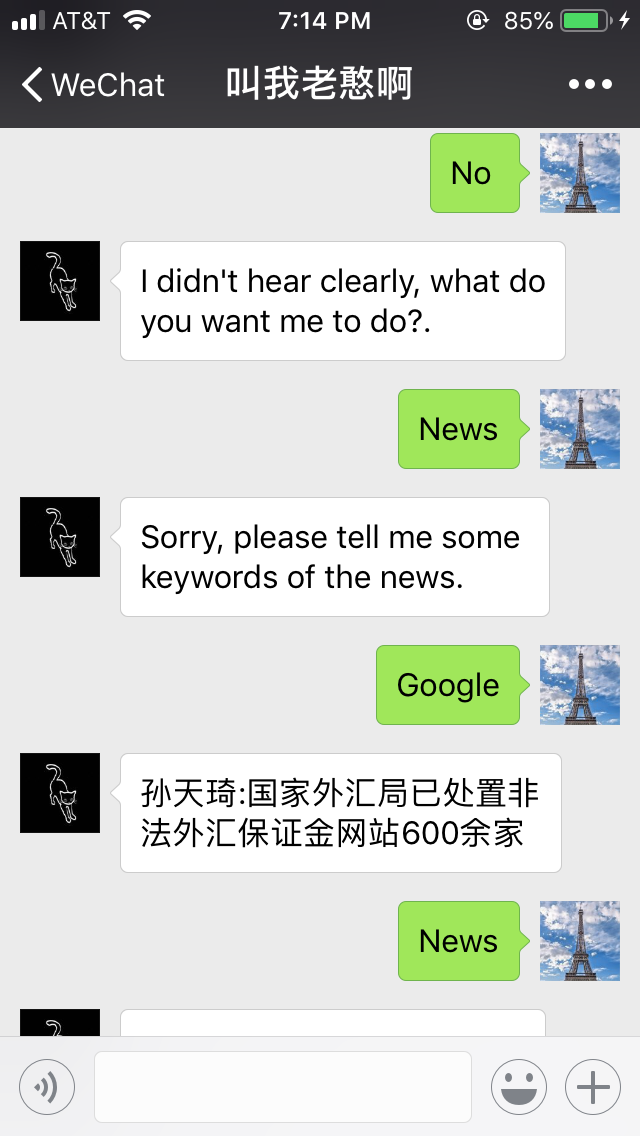 AT&T 7:14 PM 85%
WeChat 叫我老憨啊
No
I didn't hear clearly, what do
you want me to do?.
News
Sorry, please tell me some
keywords of the news.
Google
孙天琦:国家外汇局已处置非
法外汇保证金网站600余家
News